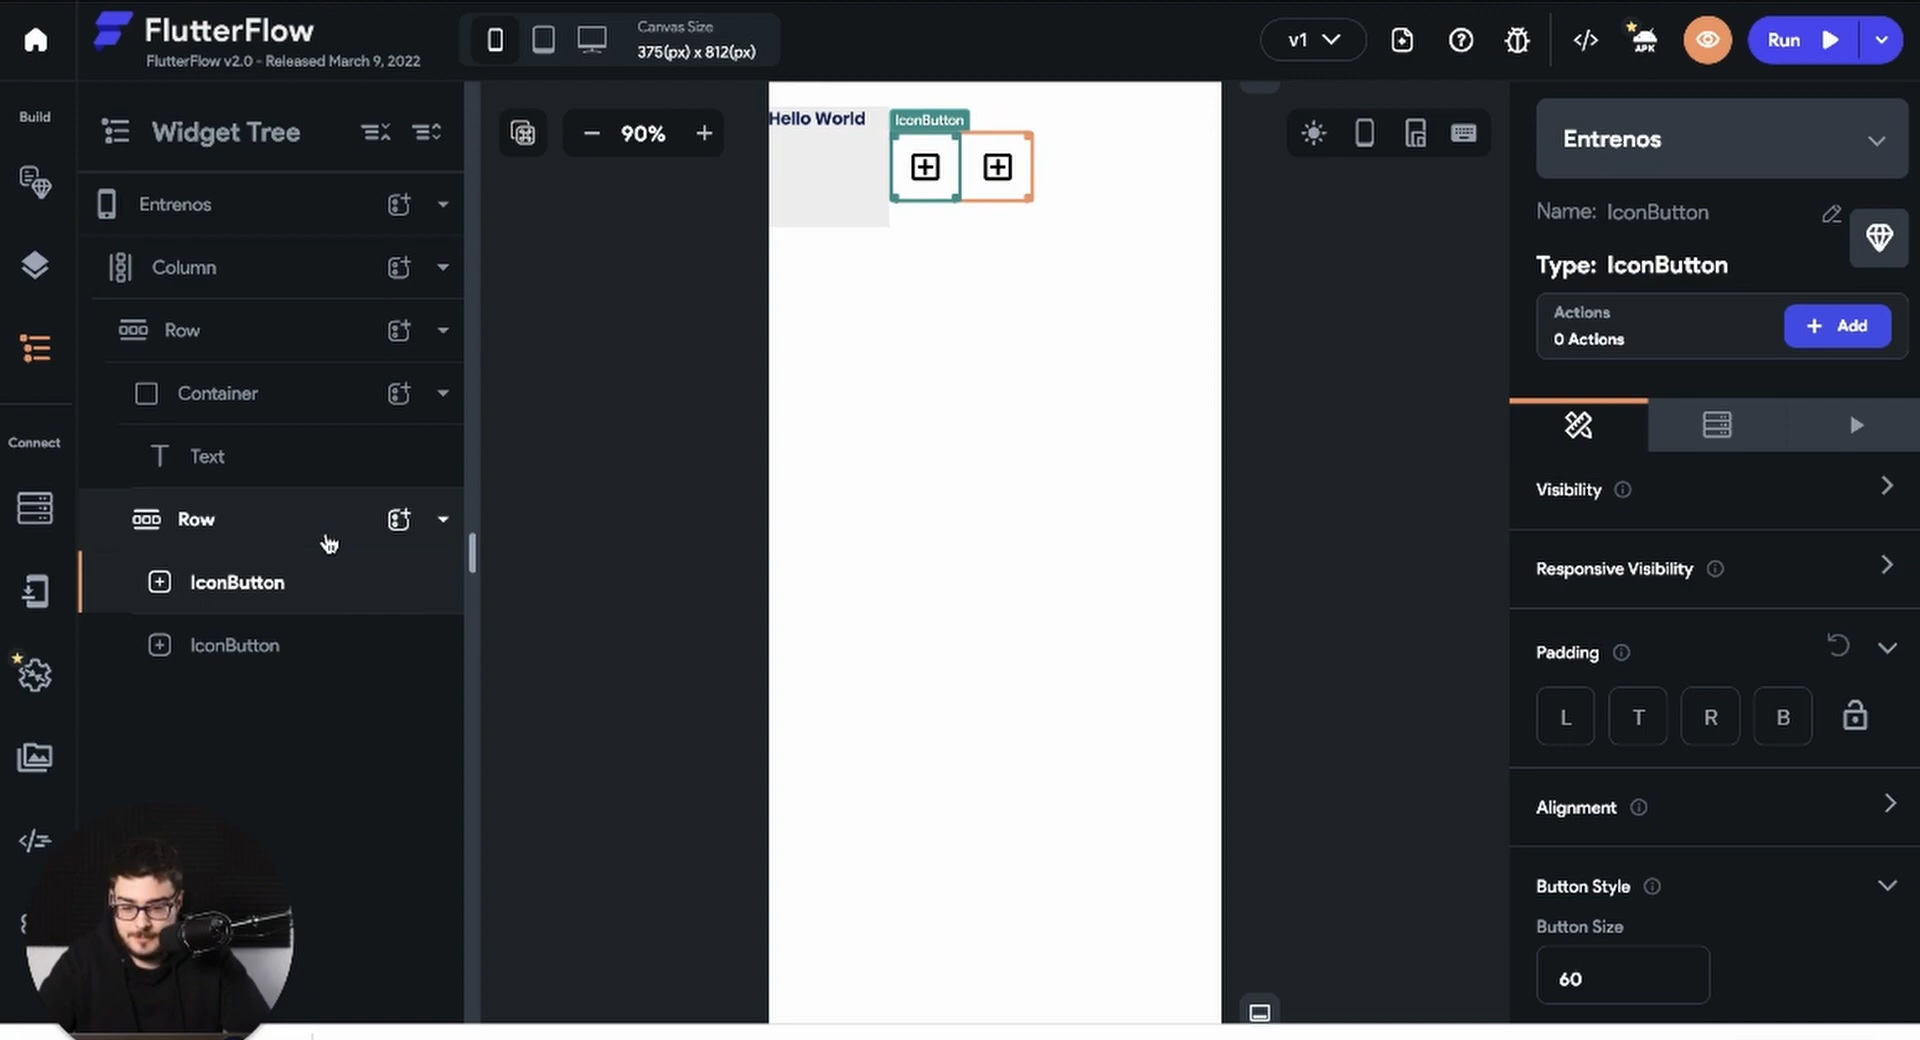 FlutterFlow
FlutterFlow v2.0 - Released March 9, 2022
Canvas Size
375(px) x 812(px)
v1
APK
Run
Build
Connect
Widget Tree
Entrenos
Column
Row
Container
Text
Row
IconButton
IconButton
90%
Hello World
IconButton
Entrenos
Name: IconButton
Type: IconButton
Actions
0 Actions
+ Add
Visibility
Responsive Visibility
Padding
L T R B
Alignment
Button Style
Button Size
60